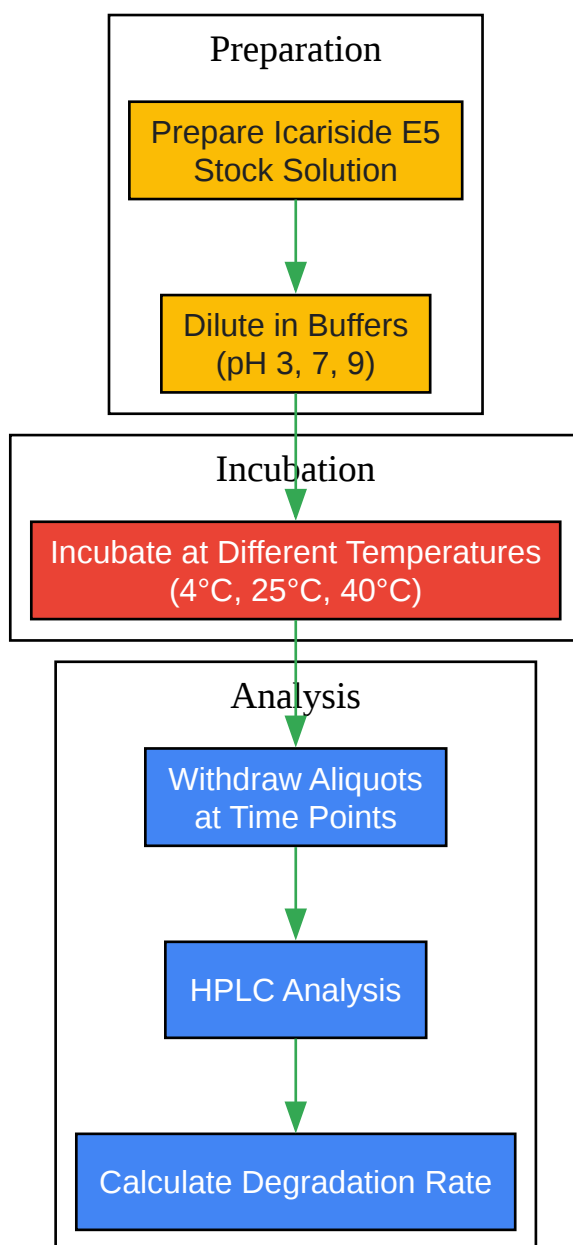 Preparation
Prepare Icariside E5
Stock Solution
Dilute in Buffers
(pH 3, 7, 9)
Incubation
Incubate at Different Temperatures
(4°C, 25°C, 40°C)
Analysis
Withdraw Aliquots
at Time Points
HPLC Analysis
Calculate Degradation Rate